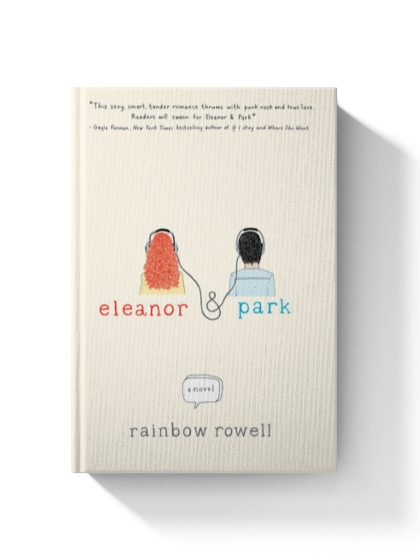 "This sexy, smart, tender romance thrums with punk rock and true love.
Readers will swoon for Eleanor & Park"
- Gayle Forman, New York Times bestselling author of If I Stay and Where She Went
eleanor & park
a novel
rainbow rowell